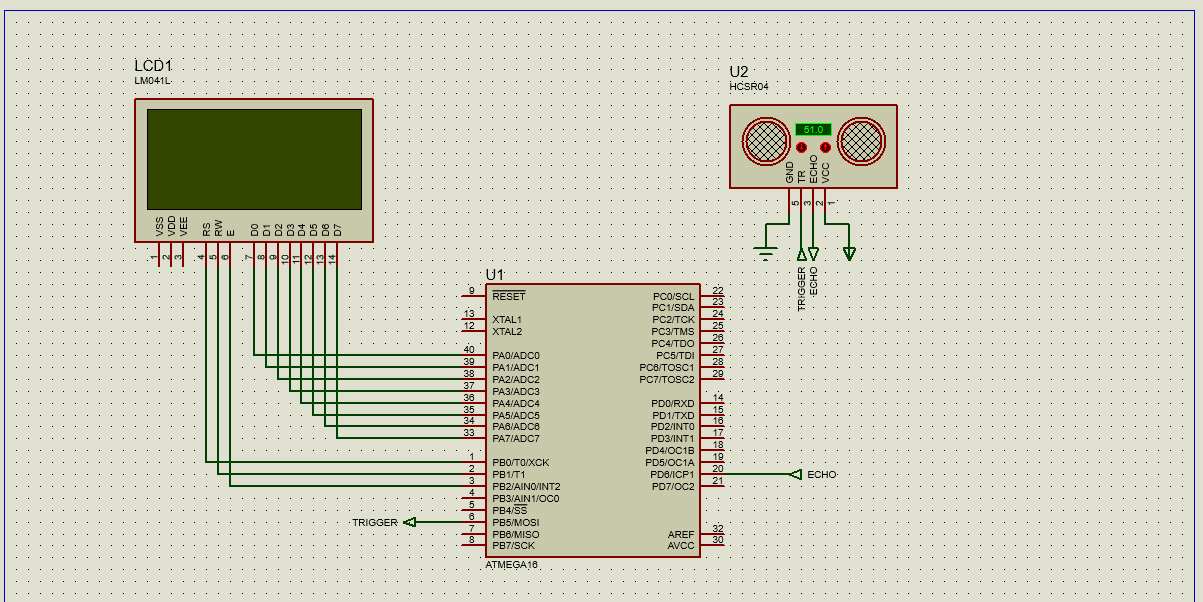 LCD1
LM041L
VSS
VDD
VEE
RS
RW
E
D0
D1
D2
D3
D4
D5
D6
D7
1
2
3
4
5
6
7
8
9
10
11
12
13
14
U2
HCSR04
51.0
GND
TR
ECHO
VCC
5
3
2
1
TRIGGER
ECHO
U1
9 RESET
13 XTAL1
12 XTAL2
40 PA0/ADC0
39 PA1/ADC1
38 PA2/ADC2
37 PA3/ADC3
36 PA4/ADC4
35 PA5/ADC5
34 PA6/ADC6
33 PA7/ADC7
1 PB0/T0/XCK
2 PB1/T1
3 PB2/AIN0/INT2
4 PB3/AIN1/OC0
5 PB4/SS
TRIGGER 6 PB5/MOSI
7 PB6/MISO
8 PB7/SCK
PC0/SCL 22
PC1/SDA 23
PC2/TCK 24
PC3/TMS 25
PC4/TDO 26
PC5/TDI 27
PC6/TOSC1 28
PC7/TOSC2 29
PD0/RXD 14
PD1/TXD 15
PD2/INT0 16
PD3/INT1 17
PD4/OC1B 18
PD5/OC1A 19
PD6/ICP1 20 ECHO
PD7/OC2 21
AREF 32
AVCC 30
ATMEGA16